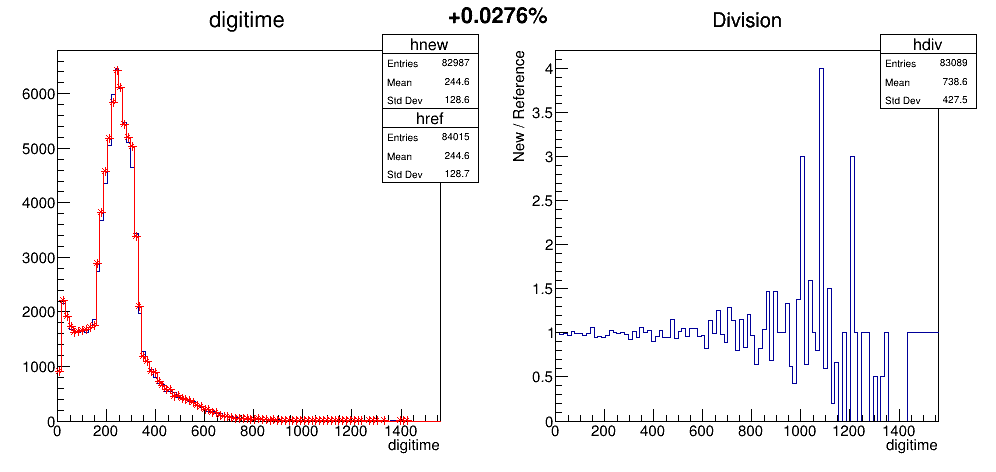 +0.0276%
digitime
hnew
Entries 82987
Mean 244.6
Std Dev 128.6
href
Entries 84015
Mean 244.6
Std Dev 128.7
6000
5000
4000
3000
2000
1000
0
0 200 400 600 800 1000 1200 1400
digitime
Division
hdiv
Entries 83089
Mean 738.6
Std Dev 427.5
New / Reference
4
3.5
3
2.5
2
1.5
1
0.5
0
0 200 400 600 800 1000 1200 1400
digitime